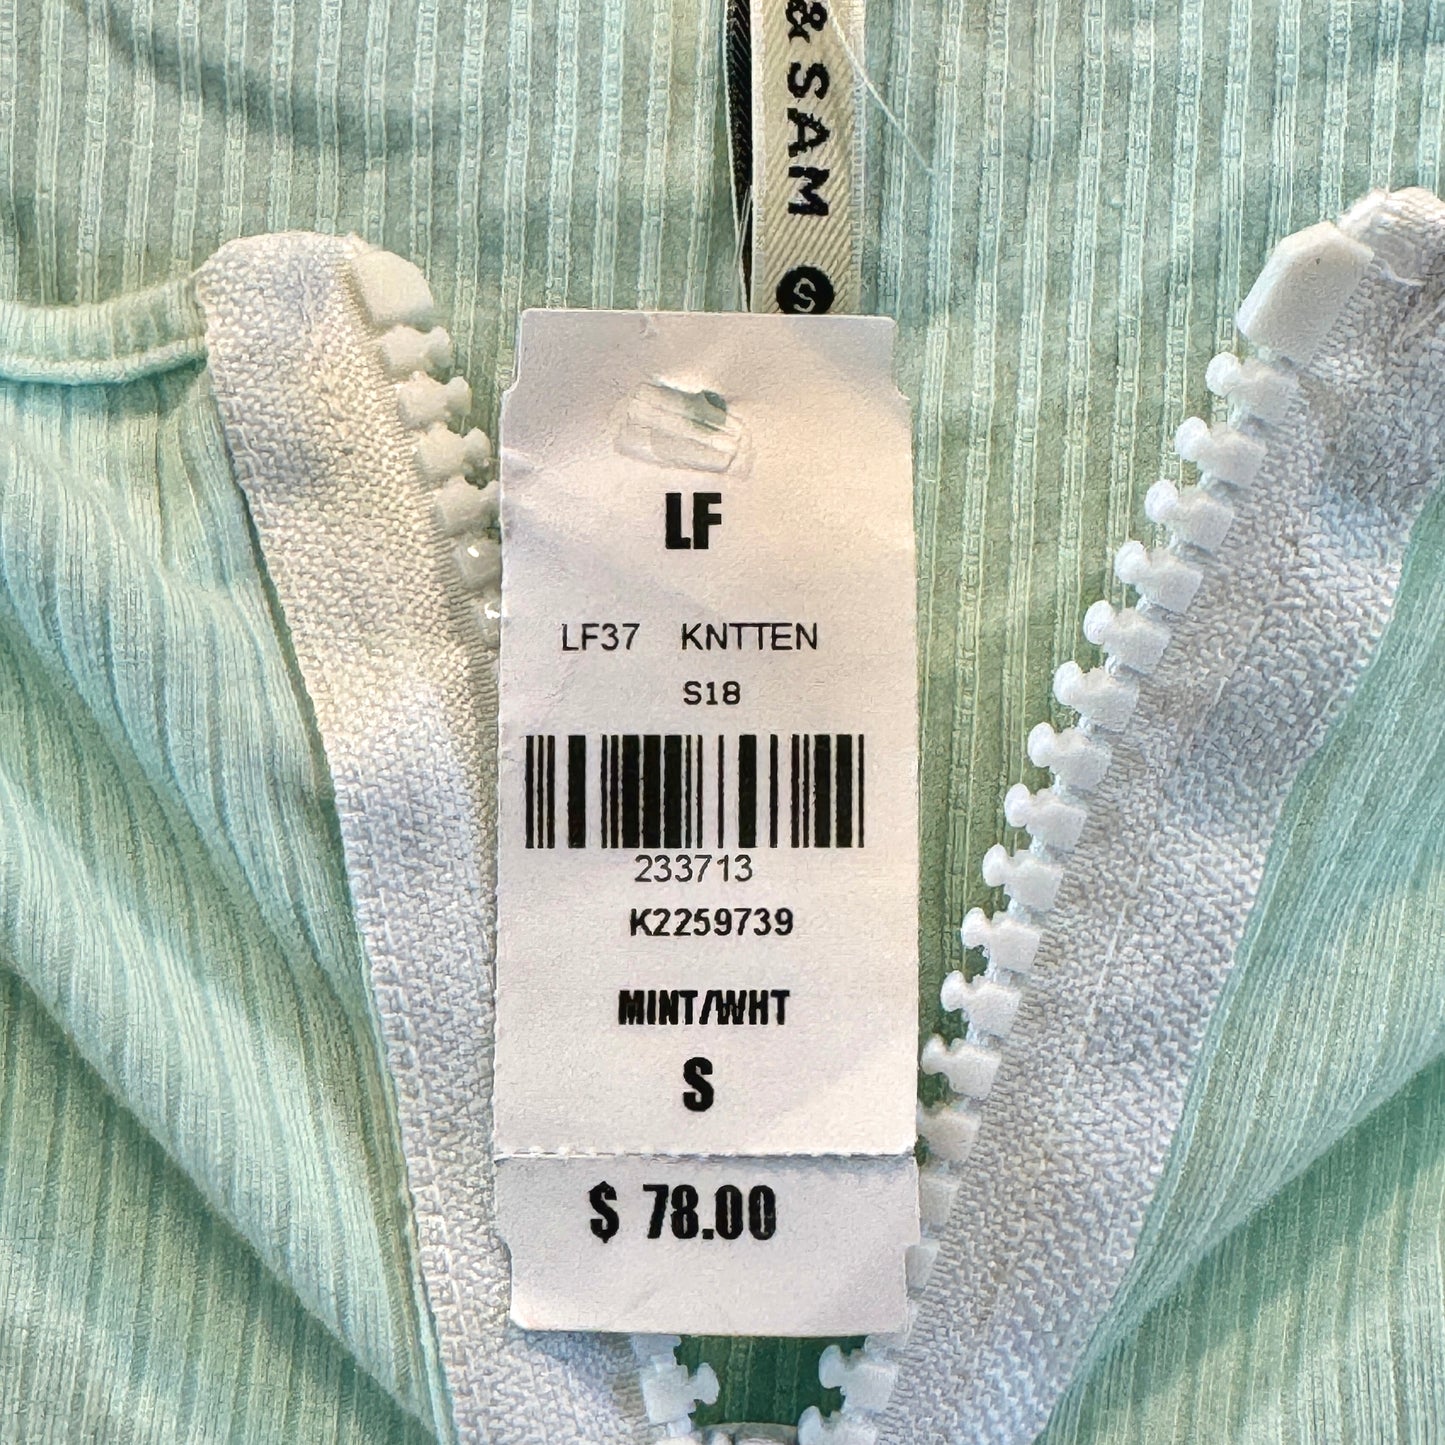 & SAM
S
LF
LF37 KNTTEN
S18
233713
K2259739
MINT/WHT
S
$ 78.00